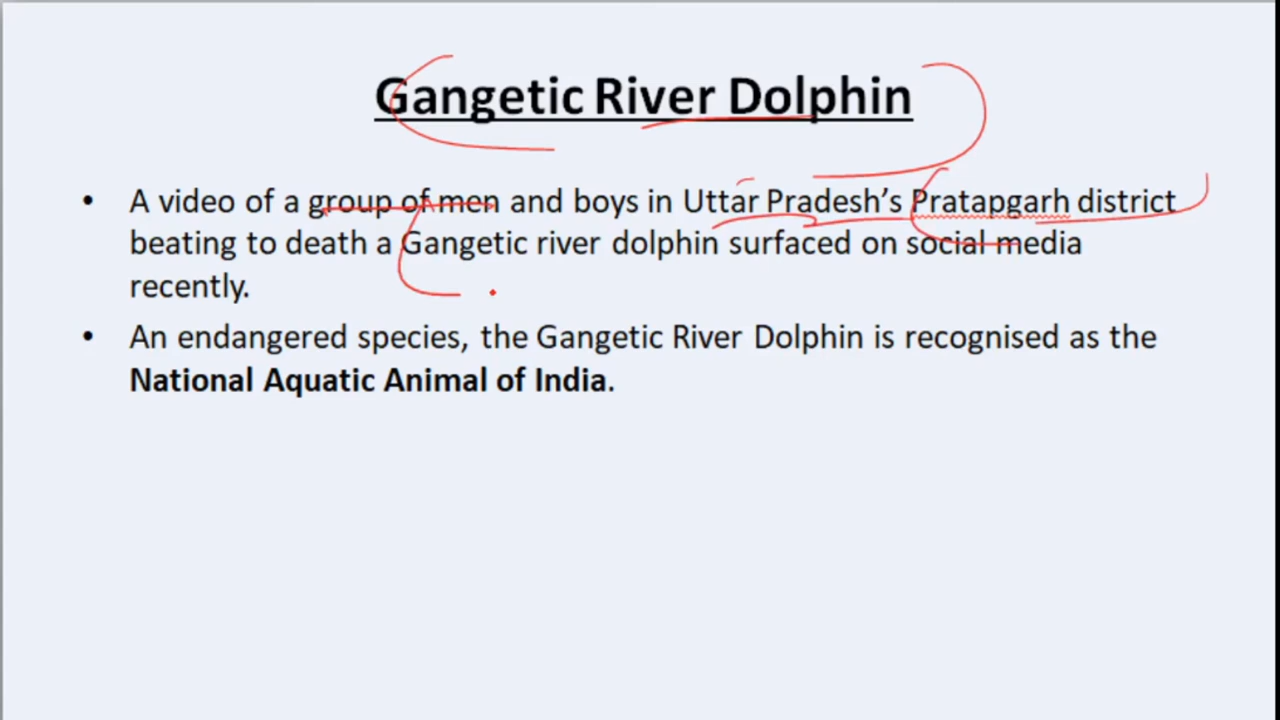 Gangetic River Dolphin
• A video of a group of men and boys in Uttar Pradesh’s Pratapgarh district
beating to death a Gangetic river dolphin surfaced on social media
recently.
• An endangered species, the Gangetic River Dolphin is recognised as the
National Aquatic Animal of India.